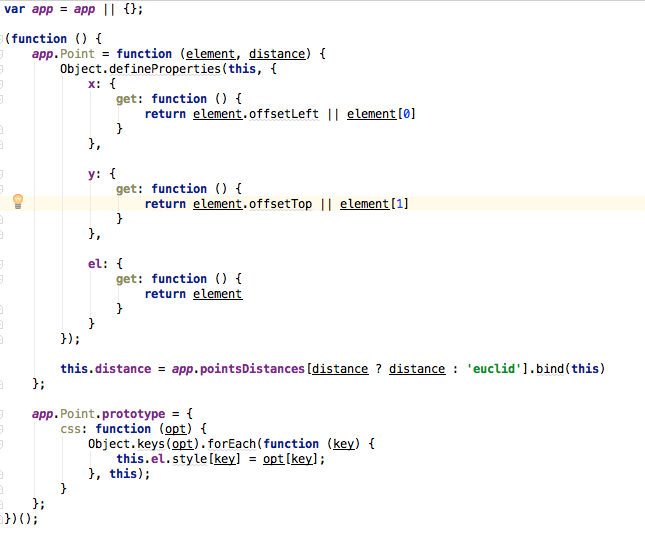 var app = app || {};
(function () {
app.Point = function (element, distance) {
Object.defineProperties(this, {
x: {
get: function () {
return element.offsetLeft || element[0]
}
},
y: {
get: function () {
return element.offsetTop || element[1]
}
},
el: {
get: function () {
return element
}
}
});
this.distance = app.pointsDistances[distance ? distance : 'euclid'].bind(this)
};
app.Point.prototype = {
css: function (opt) {
Object.keys(opt).forEach(function (key) {
this.el.style[key] = opt[key];
}, this);
}
};
})();